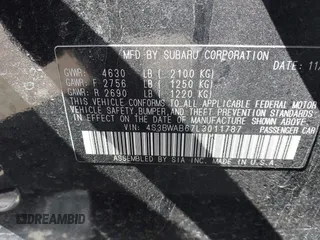 MFD. BY SUBARU CORPORATION
DATE: 11/
GVWR: 4630 LB ( 2100 KG)
GAWR: F 2756 LB ( 1250 KG)
GAWR: R 2690 LB ( 1220 KG)
THIS VEHICLE CONFORMS TO ALL APPLICABLE FEDERAL MOTOR
VEHICLE SAFETY, BUMPER, AND THEFT PREVENTION STANDARDS
IN EFFECT ON THE DATE OF MANUFACTURE SHOWN ABOVE.
VIN: 4S3BWAB67L3011787 PASSENGER CAR
ASSEMBLED BY SIA INC. MADE IN U.S.A.
DREAMBID